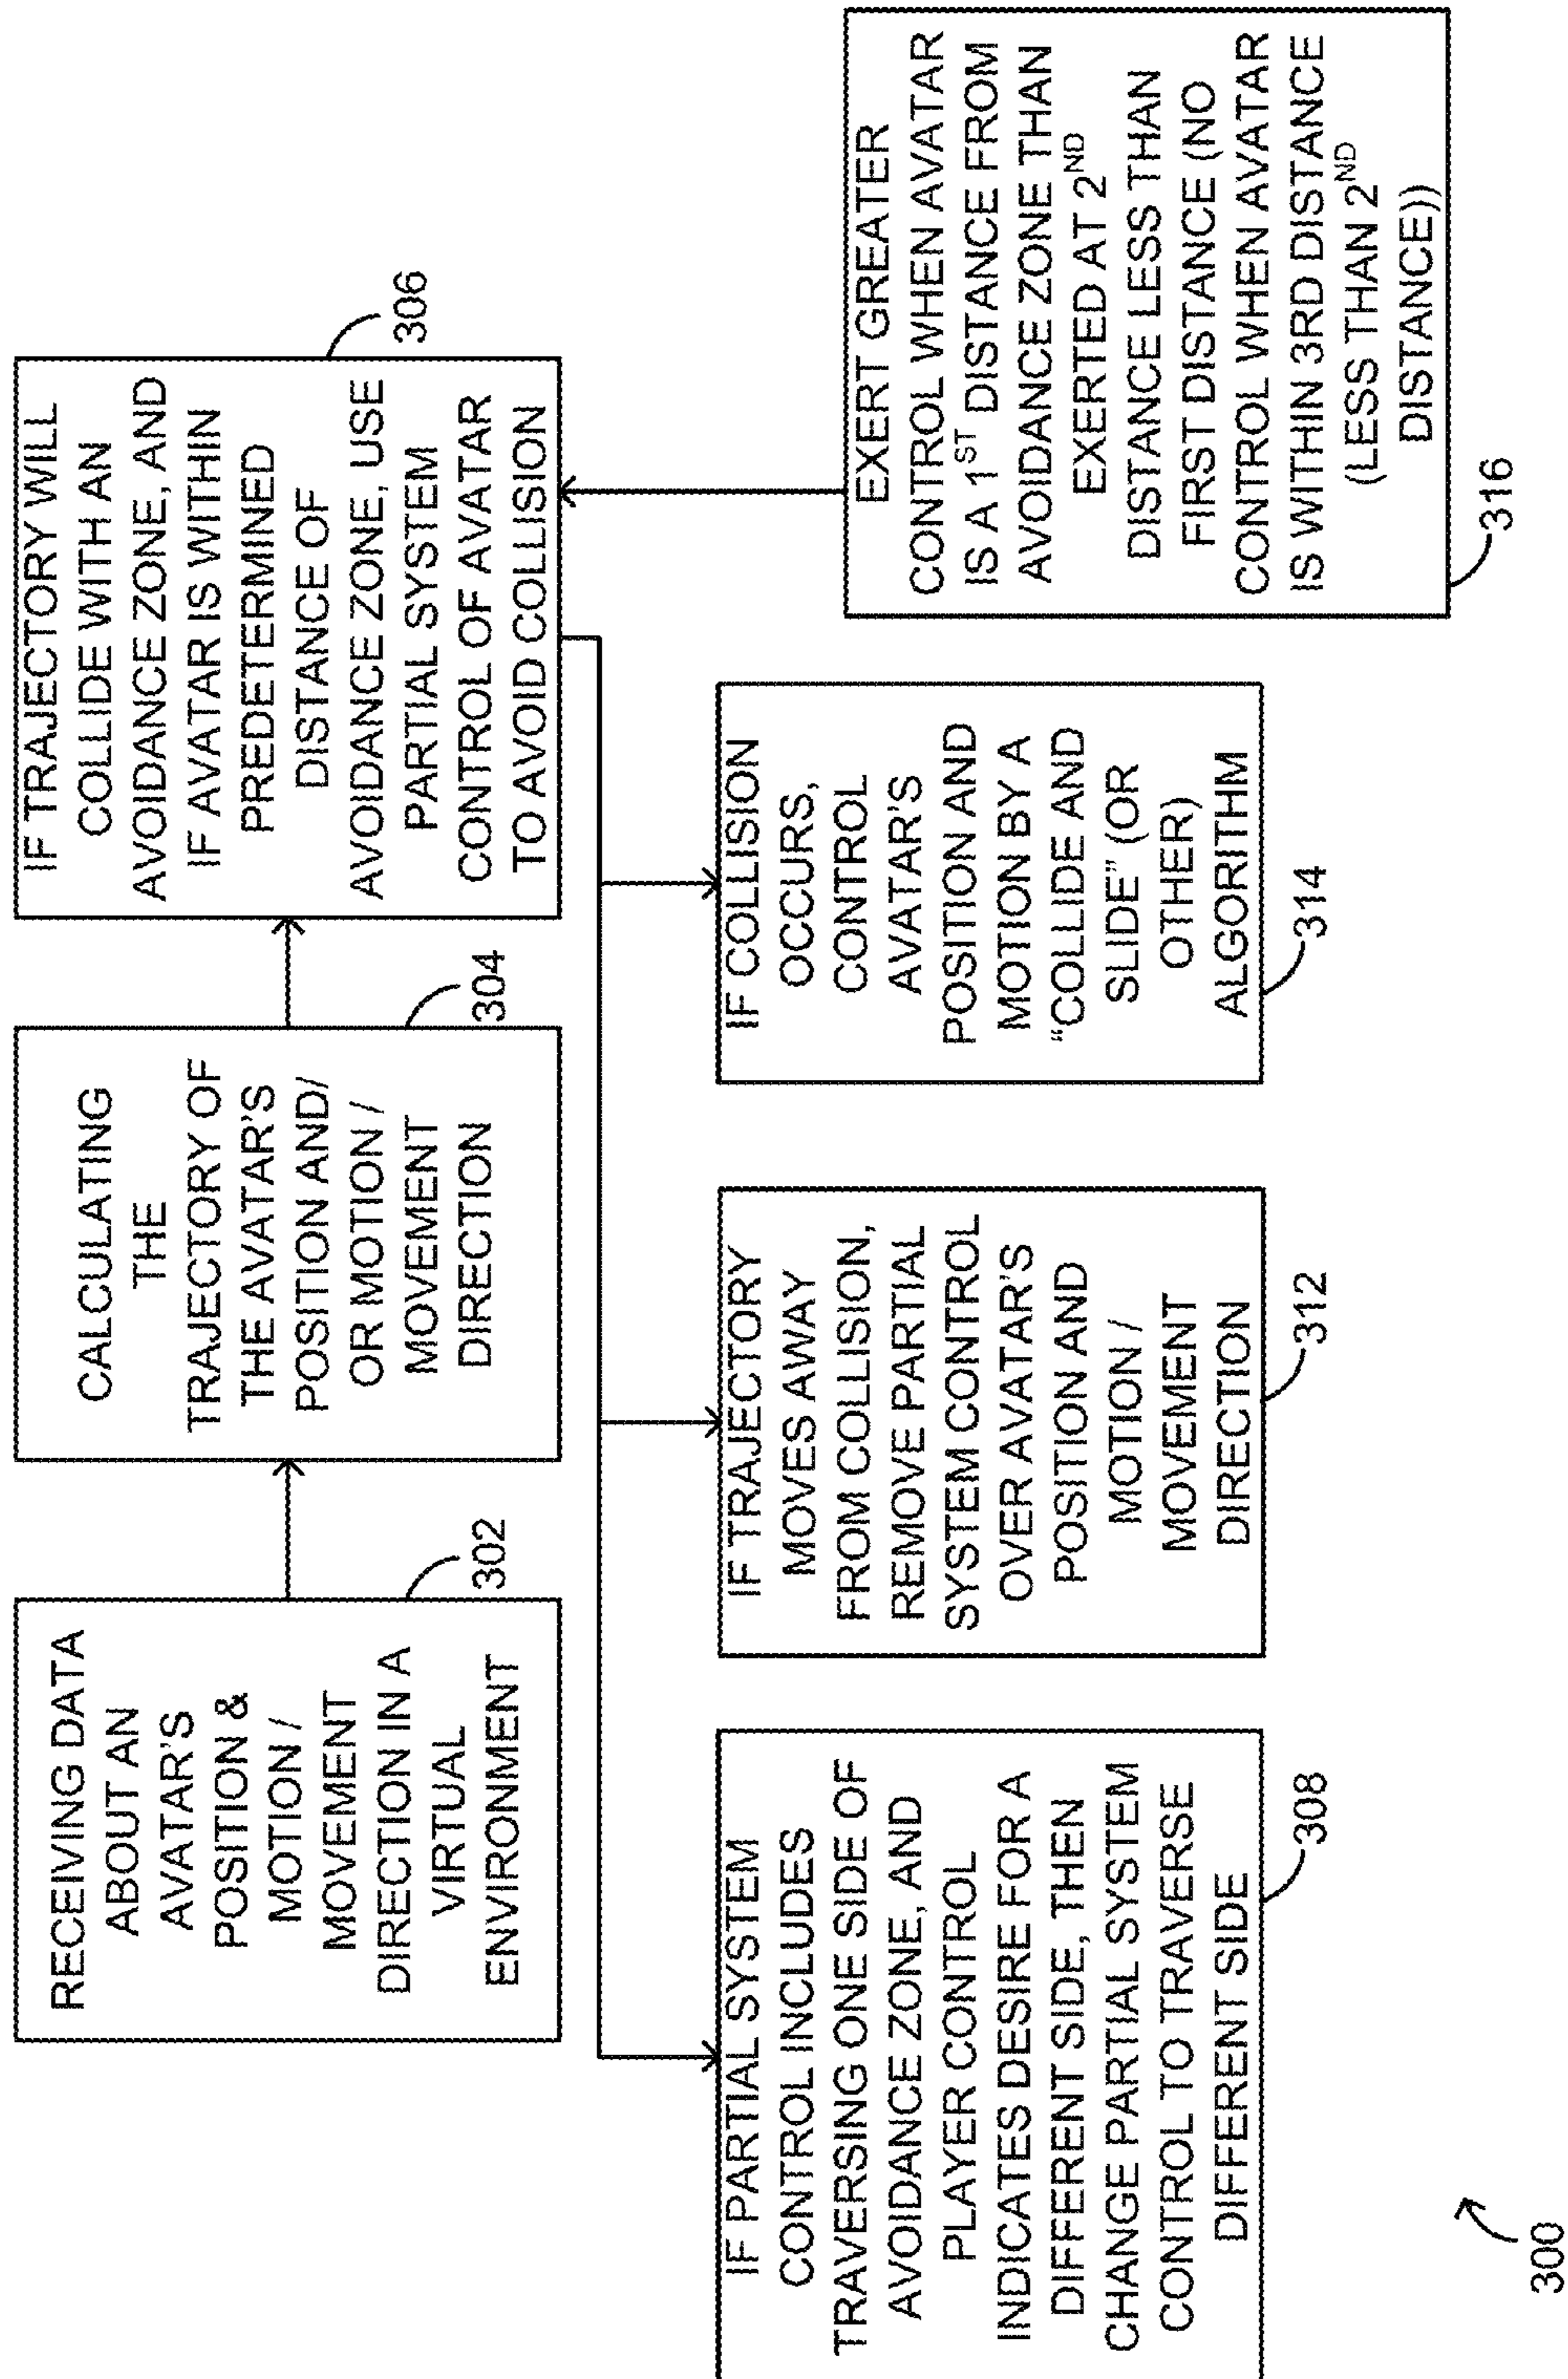 RECEIVING DATA
ABOUT AN
AVATAR'S
POSITION &
MOTION /
MOVEMENT
DIRECTION IN A
VIRTUAL
ENVIRONMENT
302
CALCULATING
THE
TRAJECTORY OF
THE AVATAR'S
POSITION AND/
OR MOTION /
MOVEMENT
DIRECTION
304
IF TRAJECTORY WILL
COLLIDE WITH AN
AVOIDANCE ZONE, AND
IF AVATAR IS WITHIN
PREDETERMINED
DISTANCE OF
AVOIDANCE ZONE, USE
PARTIAL SYSTEM
CONTROL OF AVATAR
TO AVOID COLLISION
306
IF PARTIAL SYSTEM
CONTROL INCLUDES
TRAVERSING ONE SIDE OF
AVOIDANCE ZONE, AND
PLAYER CONTROL
INDICATES DESIRE FOR A
DIFFERENT SIDE, THEN
CHANGE PARTIAL SYSTEM
CONTROL TO TRAVERSE
DIFFERENT SIDE
308
IF TRAJECTORY
MOVES AWAY
FROM COLLISION,
REMOVE PARTIAL
SYSTEM CONTROL
OVER AVATAR'S
POSITION AND
MOTION /
MOVEMENT
DIRECTION
312
IF COLLISION
OCCURS,
CONTROL
AVATAR'S
POSITION AND
MOTION BY A
“COLLIDE AND
SLIDE” (OR
OTHER)
ALGORITHM
314
EXERT GREATER
CONTROL WHEN AVATAR
IS A 1ST DISTANCE FROM
AVOIDANCE ZONE THAN
EXERTED AT 2ND
DISTANCE LESS THAN
FIRST DISTANCE (NO
CONTROL WHEN AVATAR
IS WITHIN 3RD DISTANCE
(LESS THAN 2ND
DISTANCE))
316
300